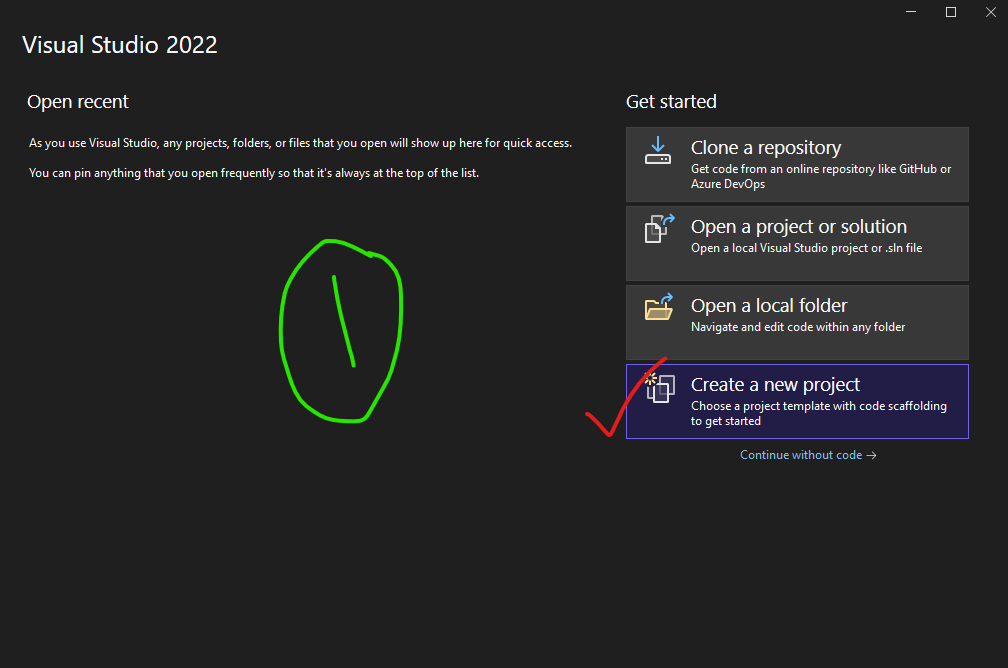 Visual Studio 2022
Open recent
As you use Visual Studio, any projects, folders, or files that you open will show up here for quick access.
You can pin anything that you open frequently so that it's always at the top of the list.
1
Get started
Clone a repository
Get code from an online repository like GitHub or
Azure DevOps
Open a project or solution
Open a local Visual Studio project or .sln file
Open a local folder
Navigate and edit code within any folder
Create a new project
Choose a project template with code scaffolding
to get started
Continue without code →